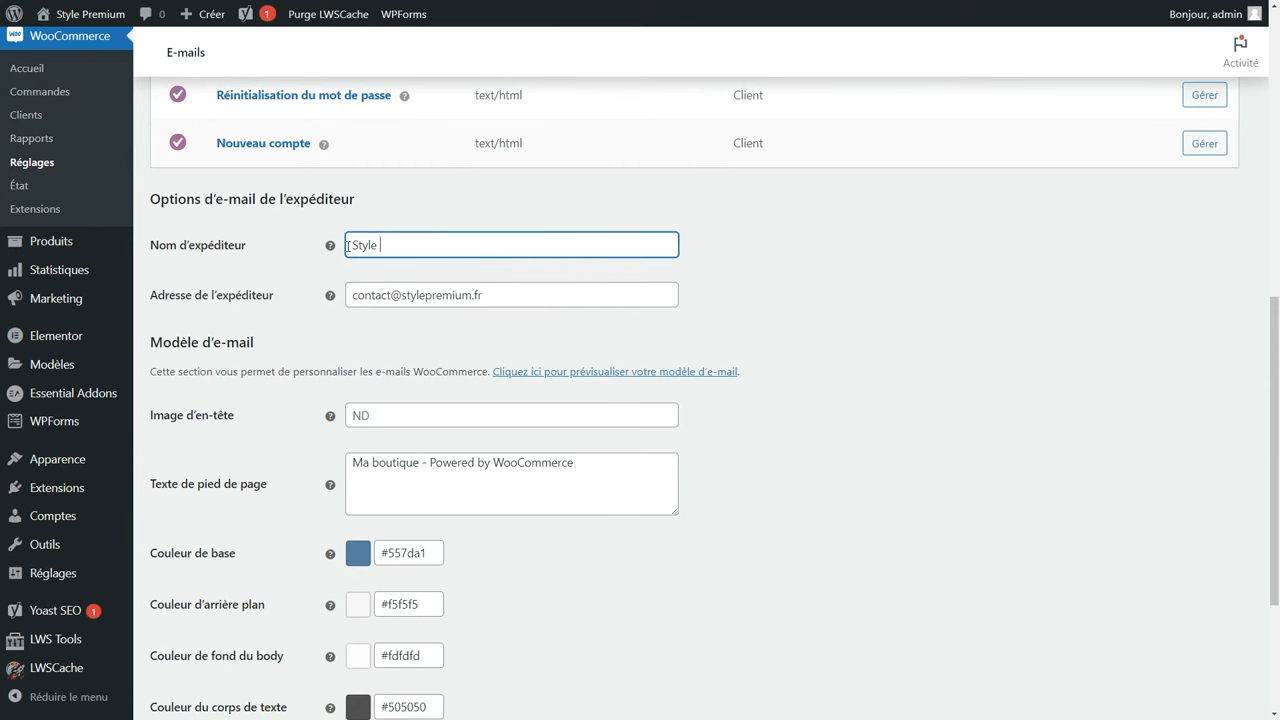 Style Premium
0
Créer
1
Purge LWSCache
WPForms
Bonjour, admin
WooCommerce
Accueil
Commandes
Clients
Rapports
Réglages
État
Extensions
Produits
Statistiques
Marketing
Elementor
Modèles
Essential Addons
WPForms
Apparence
Extensions
Comptes
Outils
Réglages
Yoast SEO 1
LWS Tools
LWSCache
Réduire le menu
E-mails
Activité
Réinitialisation du mot de passe ? text/html Client Gérer
Nouveau compte ? text/html Client Gérer
Options d’e-mail de l’expéditeur
Nom d’expéditeur ? Style
Adresse de l’expéditeur ? contact@stylepremium.fr
Modèle d’e-mail
Cette section vous permet de personnaliser les e-mails WooCommerce. Cliquez ici pour prévisualiser votre modèle d’e-mail.
Image d’en-tête ? ND
Texte de pied de page ? Ma boutique - Powered by WooCommerce
Couleur de base ? #557da1
Couleur d’arrière plan ? #f5f5f5
Couleur de fond du body ? #fdfdfd
Couleur du corps de texte ? #505050